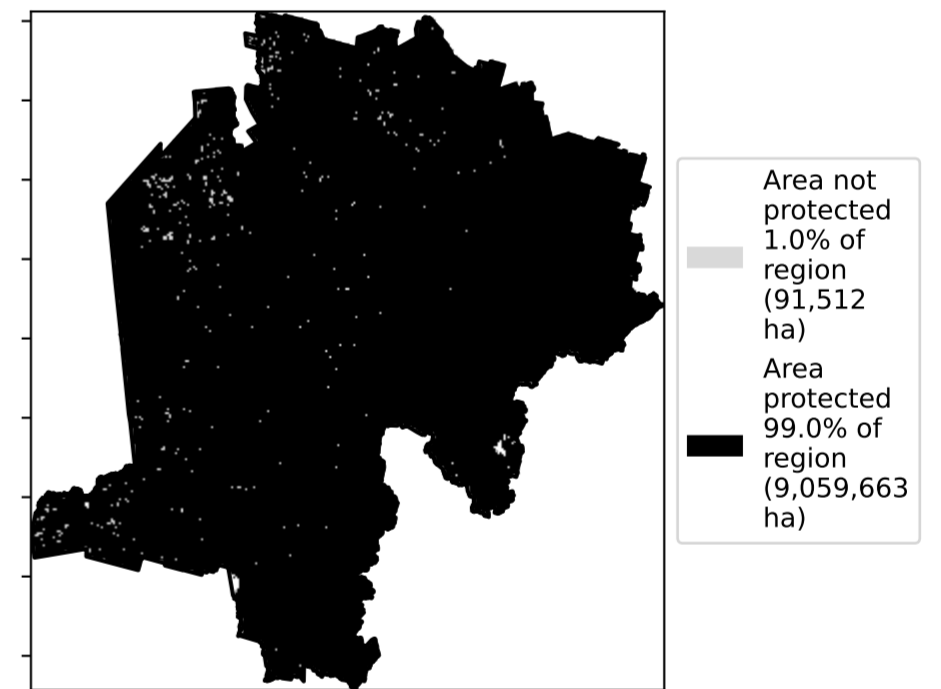 Area not
protected
1.0% of
region
(91,512
ha)
Area
protected
99.0% of
region
(9,059,663
ha)